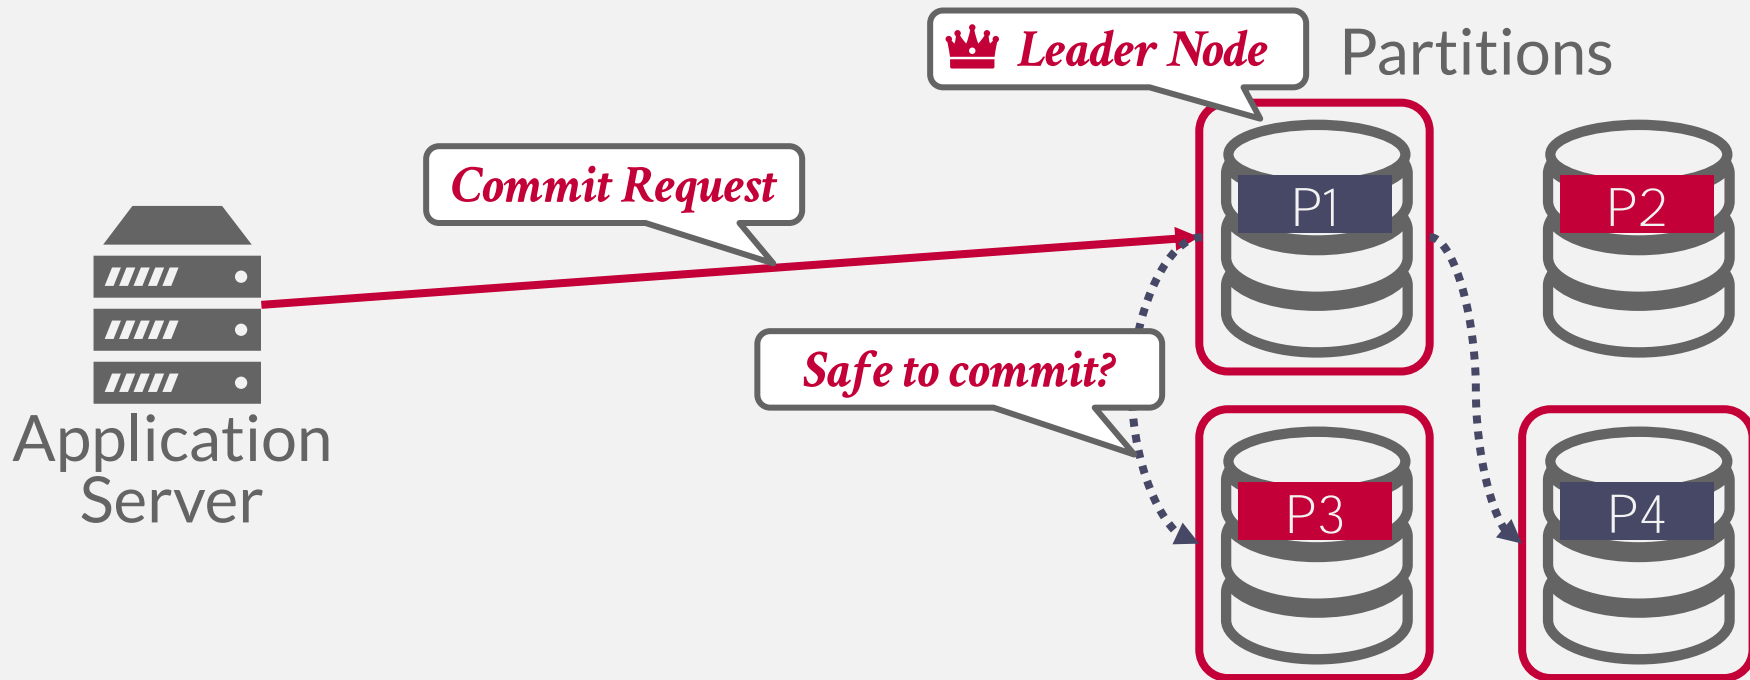 Leader Node
Partitions
Commit Request
P1
P2
Safe to commit?
Application
Server
P3
P4